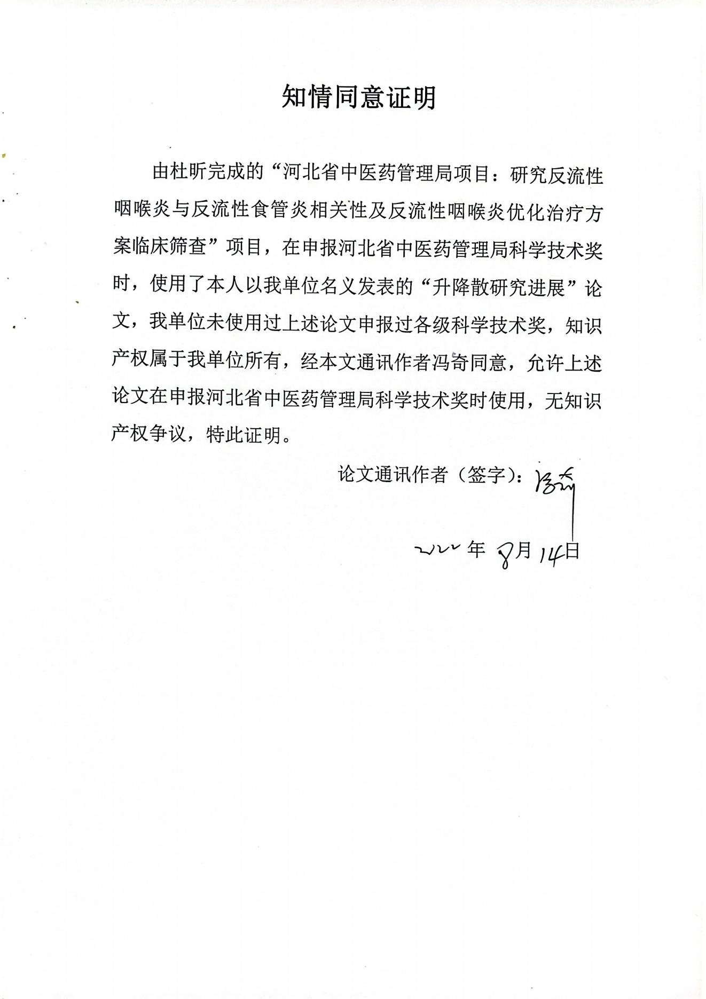 知情同意证明
由杜昕完成的“河北省中医药管理局项目：研究反流性
咽喉炎与反流性食管炎相关性及反流性咽喉炎优化治疗方
案临床筛查”项目，在申报河北省中医药管理局科学技术奖
时，使用了本人以我单位名义发表的“升降散研究进展”论
文，我单位未使用过上述论文申报过各级科学技术奖，知识
产权属于我单位所有，经本文通讯作者冯奇同意，允许上述
论文在申报河北省中医药管理局科学技术奖时使用，无知识
产权争议，特此证明。
论文通讯作者（签字）：冯奇
2022年8月14日